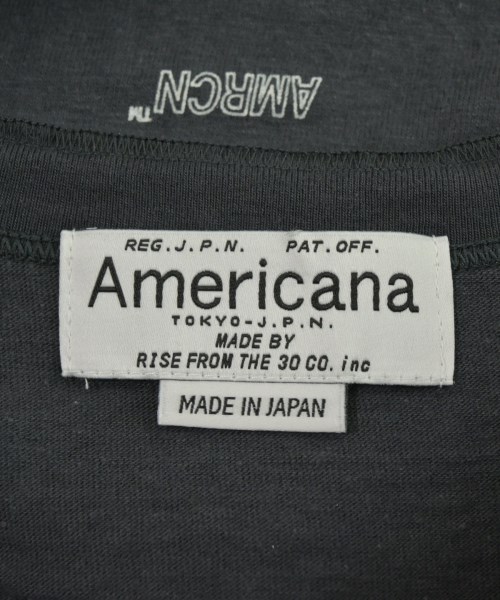 AMRCN™
REG.J.P.N. PAT.OFF.
Americana
TOKYO-J.P.N.
MADE BY
RISE FROM THE 30 CO. inc
MADE IN JAPAN